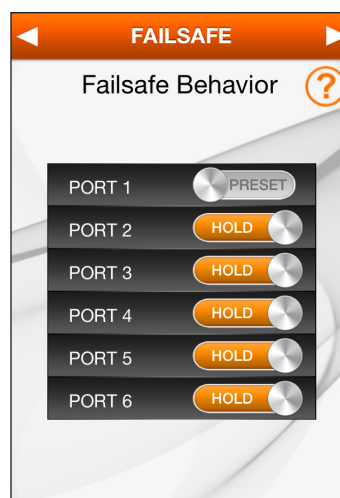 FAILSAFE
Failsafe Behavior ?
PORT 1 PRESET
PORT 2 HOLD
PORT 3 HOLD
PORT 4 HOLD
PORT 5 HOLD
PORT 6 HOLD